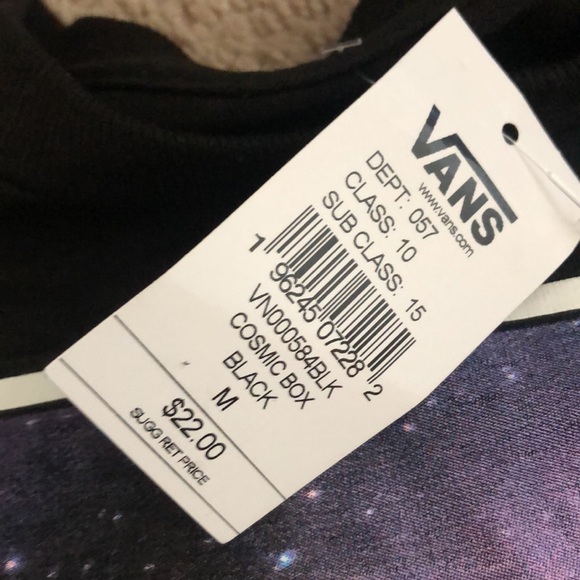 VANS
www.vans.com
DEPT: 057
CLASS: 10
SUB CLASS: 15
1 96245 07228 2
VN000584BLK
COSMIC BOX
BLACK
M
$22.00
SUGG RET PRICE